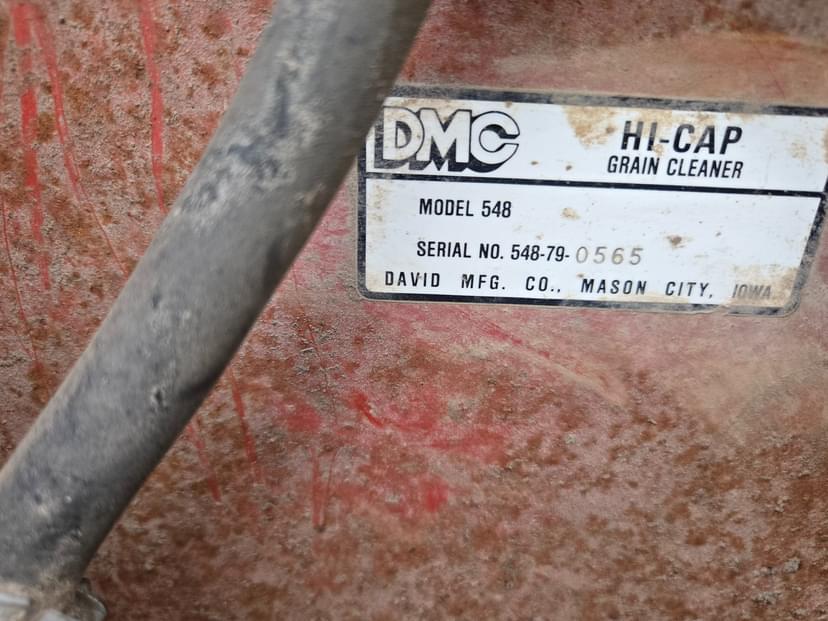 DMC
HI-CAP
GRAIN CLEANER
MODEL 548
SERIAL NO. 548-79-0565
DAVID MFG. CO., MASON CITY, IOWA